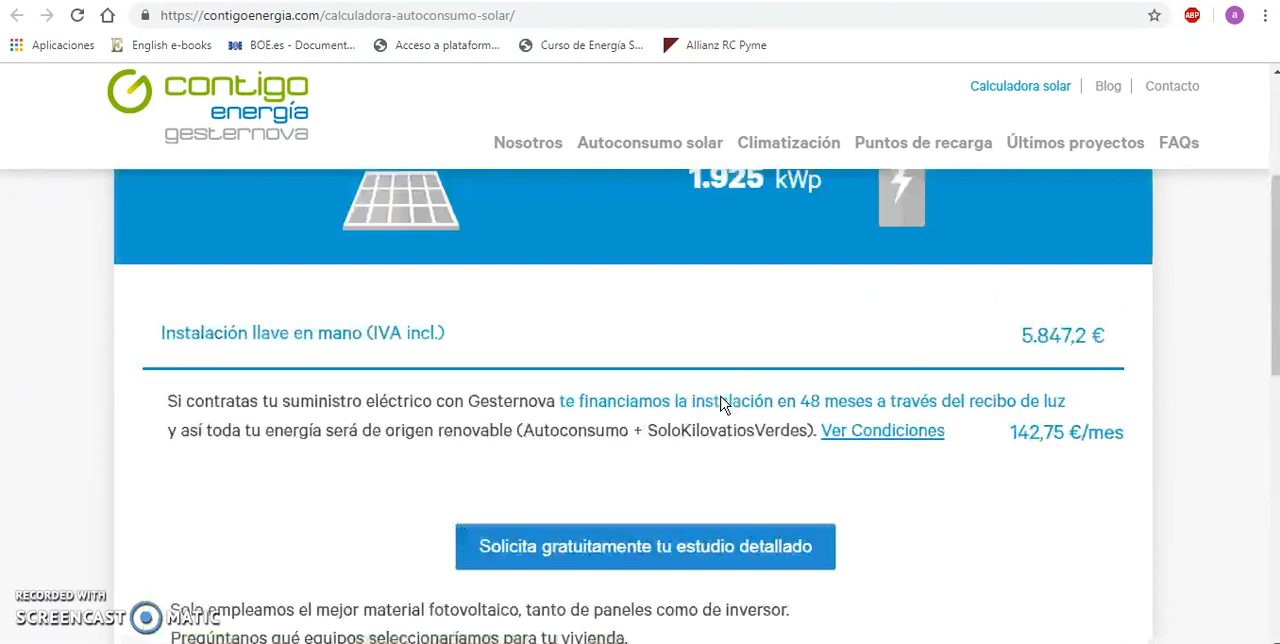 https://contigoenergia.com/calculadora-autoconsumo-solar/
ABP
a
Aplicaciones
English e-books
BOE.es - Document...
Acceso a plataform...
Curso de Energía S...
Allianz RC Pyme
contigo
energía
gesternova
Calculadora solar
Blog
Contacto
Nosotros
Autoconsumo solar
Climatización
Puntos de recarga
Últimos proyectos
FAQs
1.925 kWp
Instalación llave en mano (IVA incl.)
5.847,2 €
Si contratas tu suministro eléctrico con Gesternova te financiamos la instalación en 48 meses a través del recibo de luz
y así toda tu energía será de origen renovable (Autoconsumo + SoloKilovatiosVerdes). Ver Condiciones
142,75 €/mes
Solicita gratuitamente tu estudio detallado
RECORDED WITH
SCREENCAST MATIC
Solo empleamos el mejor material fotovoltaico, tanto de paneles como de inversor.
Pregúntanos qué equipos seleccionaríamos para tu vivienda.